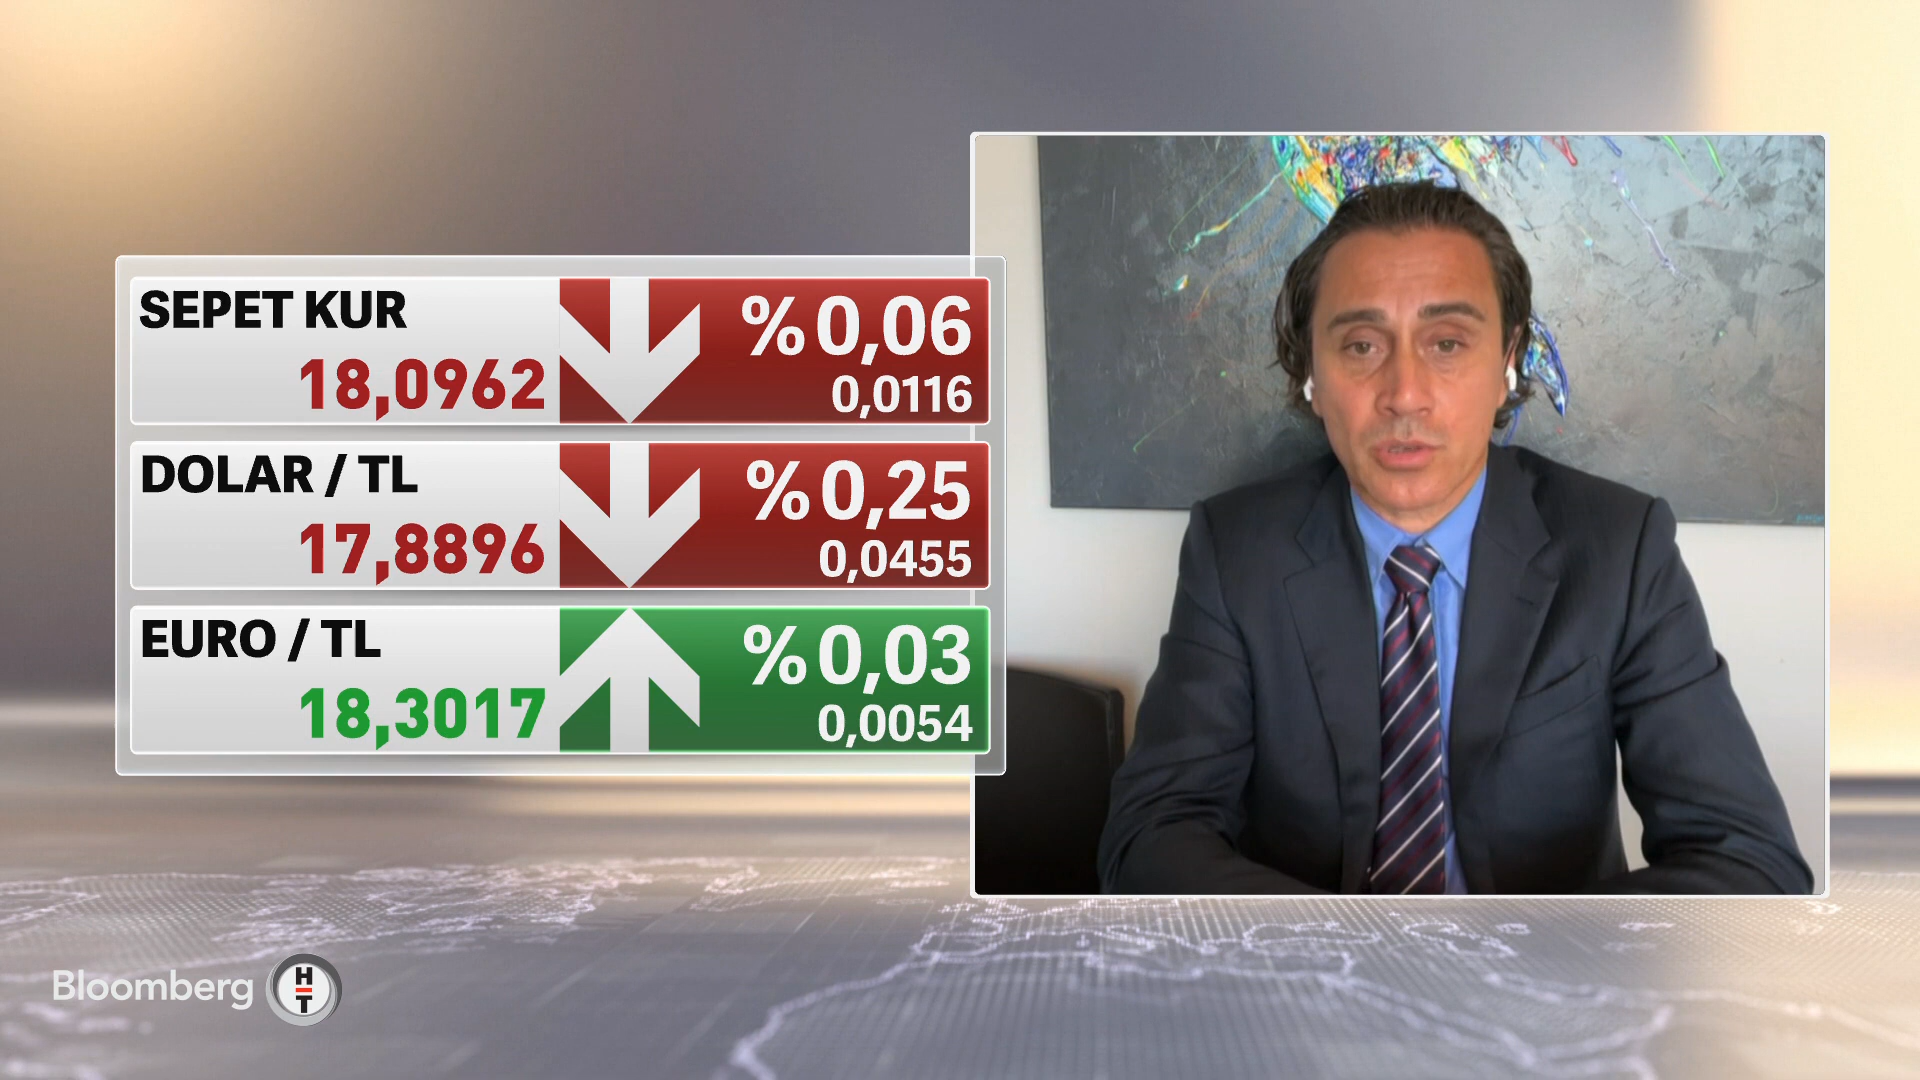 SEPET KUR
18,0962
%0,06
0,0116
DOLAR / TL
17,8896
%0,25
0,0455
EURO / TL
18,3017
%0,03
0,0054
Bloomberg HT